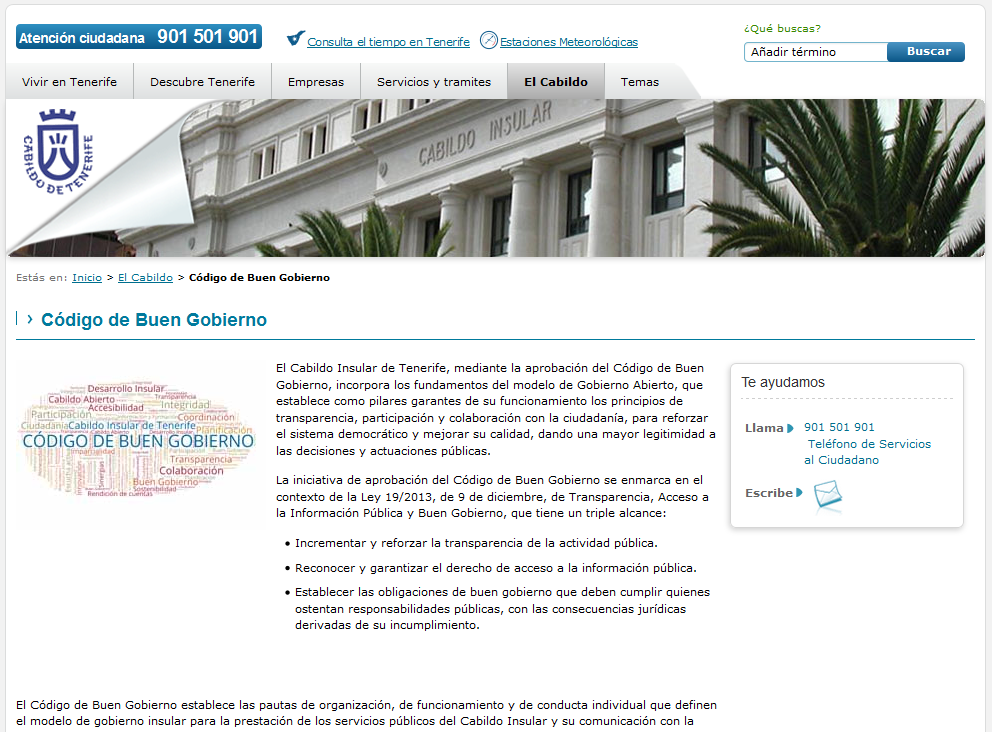 Atención ciudadana 901 501 901
Consulta el tiempo en Tenerife
Estaciones Meteorológicas
¿Qué buscas?
Añadir término
Buscar
Vivir en Tenerife
Descubre Tenerife
Empresas
Servicios y tramites
El Cabildo
Temas
CABILDO DE TENERIFE
CABILDO INSULAR
Estás en: Inicio > El Cabildo > Código de Buen Gobierno
Código de Buen Gobierno
Desarrollo Insular
Transparencia
Cabildo Abierto
Accesibilidad
Integridad
Participación
Coordinación
Ciudadanía
Cabildo Insular de Tenerife
Planificación
CÓDIGO DE BUEN GOBIERNO
Imparcialidad
Transparencia
Colaboración
Buen Gobierno
Sostenibilidad
Rendición de cuentas
El Cabildo Insular de Tenerife, mediante la aprobación del Código de Buen
Gobierno, incorpora los fundamentos del modelo de Gobierno Abierto, que
establece como pilares garantes de su funcionamiento los principios de
transparencia, participación y colaboración con la ciudadanía, para reforzar
el sistema democrático y mejorar su calidad, dando una mayor legitimidad a
las decisiones y actuaciones públicas.
La iniciativa de aprobación del Código de Buen Gobierno se enmarca en el
contexto de la Ley 19/2013, de 9 de diciembre, de Transparencia, Acceso a
la Información Pública y Buen Gobierno, que tiene un triple alcance:
• Incrementar y reforzar la transparencia de la actividad pública.
• Reconocer y garantizar el derecho de acceso a la información pública.
• Establecer las obligaciones de buen gobierno que deben cumplir quienes
ostentan responsabilidades públicas, con las consecuencias jurídicas
derivadas de su incumplimiento.
Te ayudamos
Llama 901 501 901
Teléfono de Servicios
al Ciudadano
Escribe
El Código de Buen Gobierno establece las pautas de organización, de funcionamiento y de conducta individual que definen
el modelo de gobierno insular para la prestación de los servicios públicos del Cabildo Insular y su comunicación con la